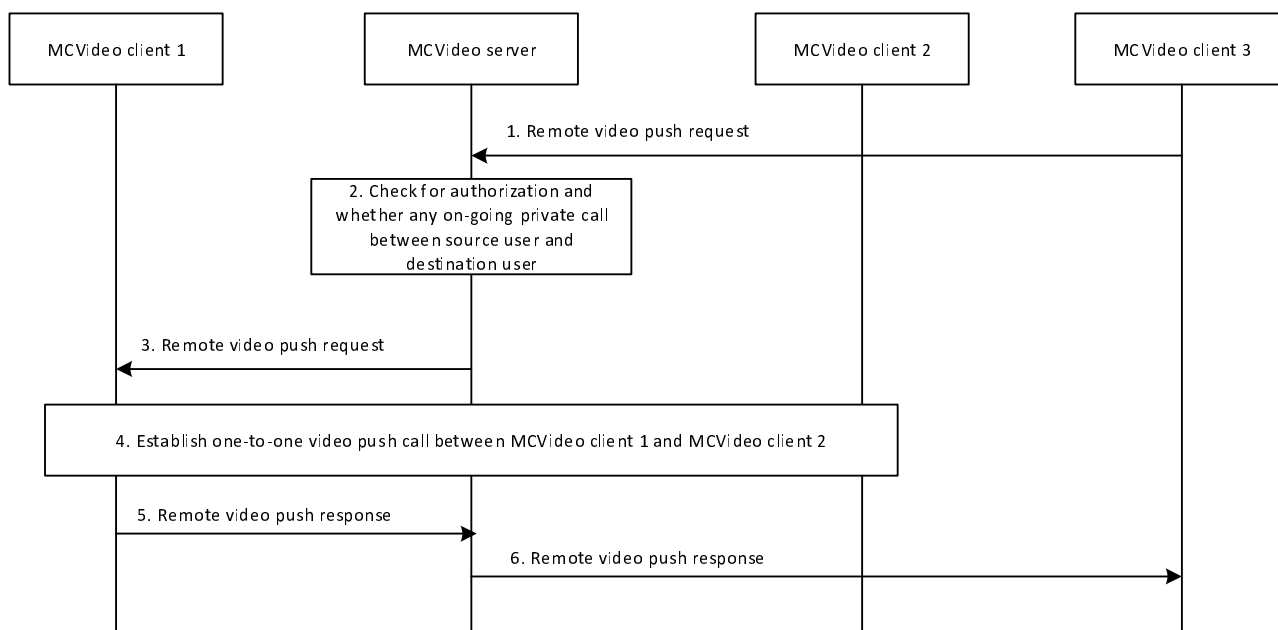 MCVideo client 1
MCVideo server
MCVideo client 2
MCVideo client 3
1. Remote video push request
2. Check for authorization and
whether any on-going private call
between source user and
destination user
3. Remote video push request
4. Establish one-to-one video push call between MCVideo client 1 and MCVideo client 2
5. Remote video push response
6. Remote video push response